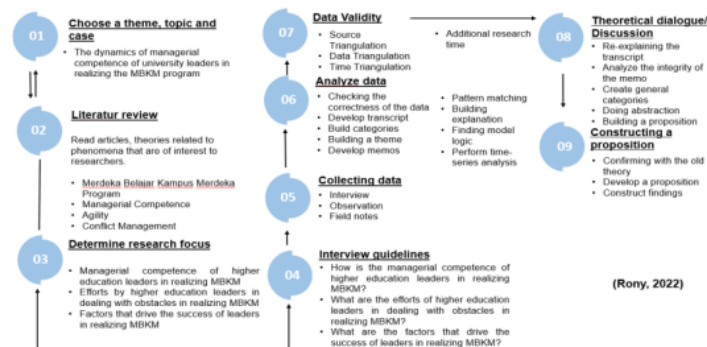 01
Choose a theme, topic and
case
• The dynamics of managerial
competence of university leaders in
realizing the MBKM program
02
Literatur review
Read articles, theories related to
phenomena that are of interest to
researchers.
• Merdeka Belajar Kampus Merdeka
Program
• Managerial Competence
• Agility
• Conflict Management
03
Determine research focus
• Managerial competence of higher
education leaders in realizing MBKM
• Efforts by higher education leaders in
dealing with obstacles in realizing MBKM
• Factors that drive the success of leaders
in realizing MBKM
04
Interview guidelines
• How is the managerial competence of
higher education leaders in realizing
MBKM?
• What are the efforts of higher education
leaders in dealing with obstacles in
realizing MBKM?
• What are the factors that drive the
success of leaders in realizing MBKM?
05
Collecting data
• Interview
• Observation
• Field notes
06
Analyze data
• Checking the
correctness of the data
• Develop transcript
• Build categories
• Building a theme
• Develop memos
• Pattern matching
• Building
explanation
• Finding model
logic
• Perform time-
series analysis
07
Data Validity
• Source
Triangulation
• Data Triangulation
• Time Triangulation
• Additional research
time
08
Theoretical dialogue/
Discussion
• Re-explaining the
transcript
• Analyze the integrity of
the memo
• Create general
categories
• Doing abstraction
• Building a proposition
09
Constructing a
proposition
• Confirming with the old
theory
• Develop a proposition
• Construct findings
(Rony, 2022)